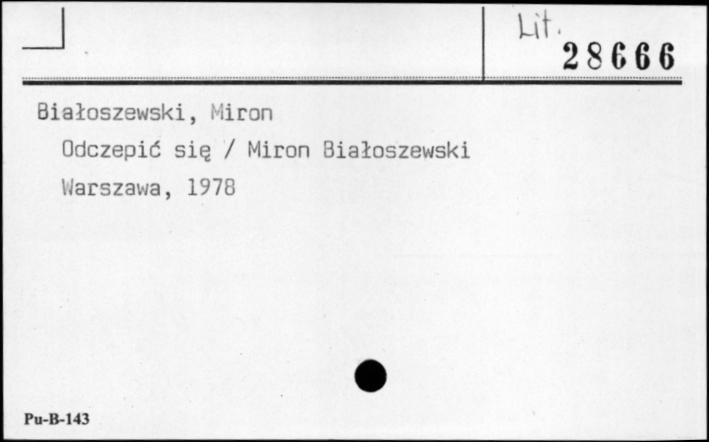 Lit.
28666
Białoszewski, Miron
Odczepić się / Miron Białoszewski
Warszawa, 1978
Pu-B-143